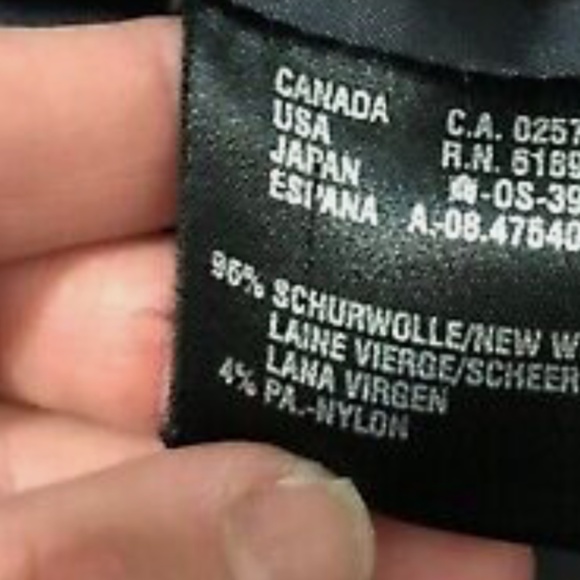 CANADA C.A. 0257
USA R.N. 6189
JAPAN -OS-39
ESPANA A.-08.47640
96% SCHURWOLLE/NEW W
LAINE VIERGE/SCHEER
LANA VIRGEN
4% PA.-NYLON